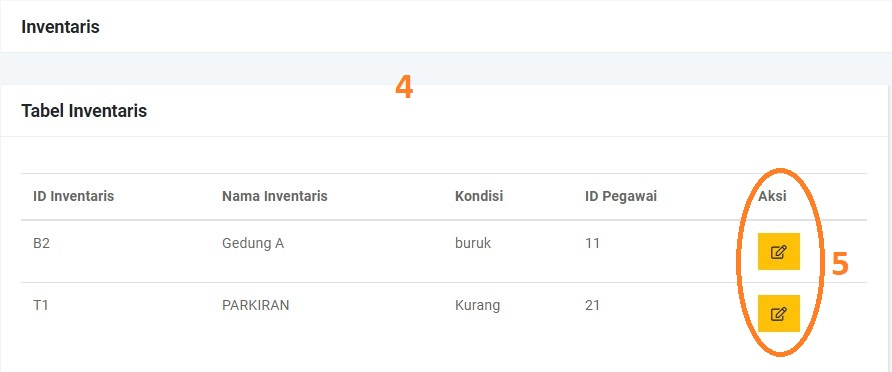 Inventaris
4
Tabel Inventaris
ID Inventaris Nama Inventaris Kondisi ID Pegawai Aksi
B2 Gedung A buruk 11
5
T1 PARKIRAN Kurang 21